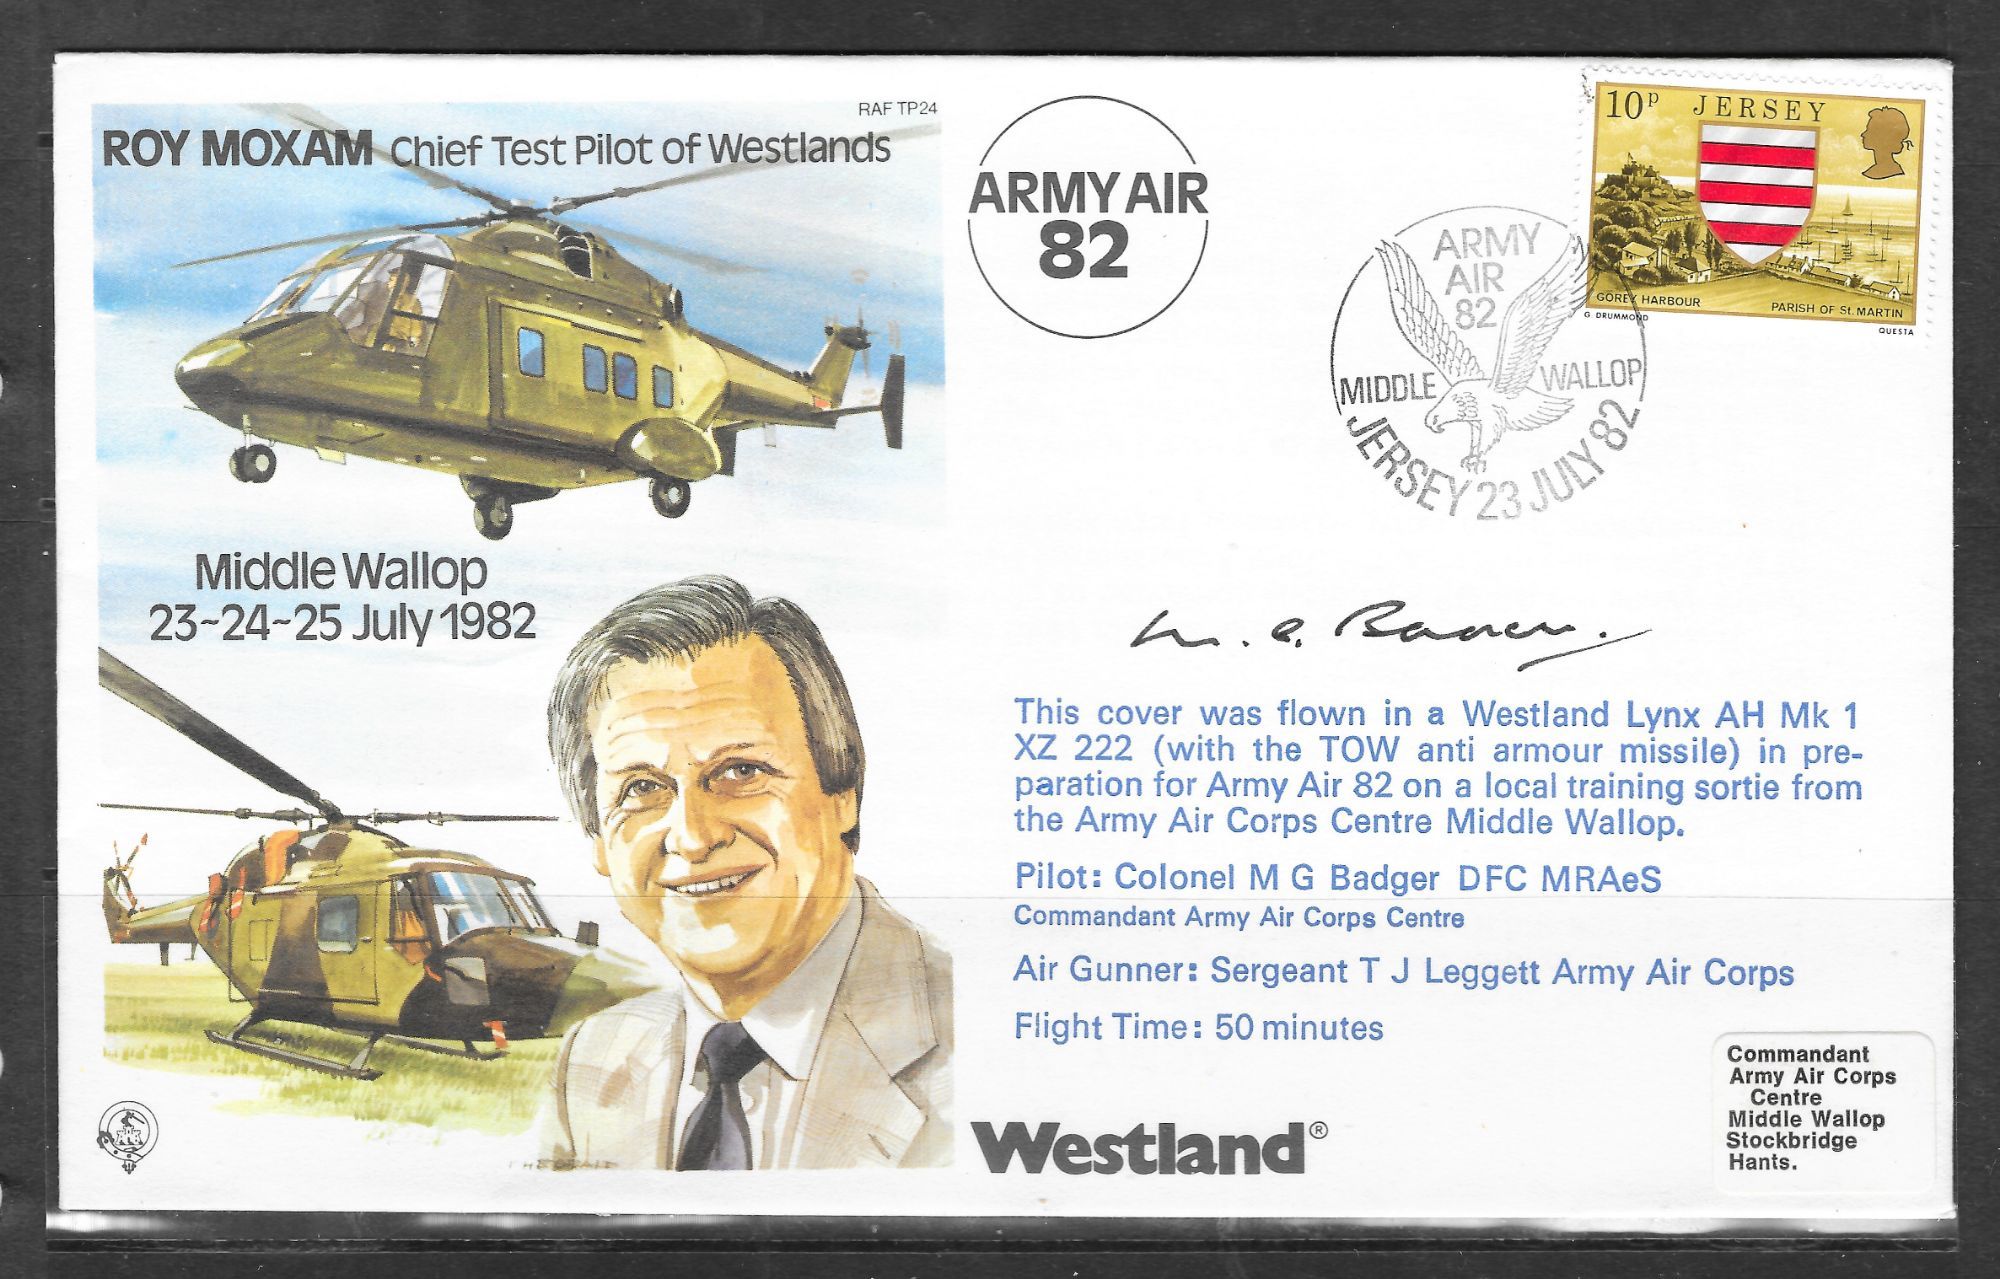 RAF TP24
ROY MOXAM Chief Test Pilot of Westlands
Middle Wallop
23~24~25 July 1982
ARMY AIR
82
10P JERSEY
GOREY HARBOUR
PARISH OF St. MARTIN
G DRUMMOND
QUESTA
ARMY
AIR
82
MIDDLE WALLOP
JERSEY 23 JULY 82
This cover was flown in a Westland Lynx AH Mk 1
XZ 222 (with the TOW anti armour missile) in pre-
paration for Army Air 82 on a local training sortie from
the Army Air Corps Centre Middle Wallop.
Pilot: Colonel M G Badger DFC MRAeS
Commandant Army Air Corps Centre
Air Gunner: Sergeant T J Leggett Army Air Corps
Flight Time: 50 minutes
Westland®
Commandant
Army Air Corps
Centre
Middle Wallop
Stockbridge
Hants.